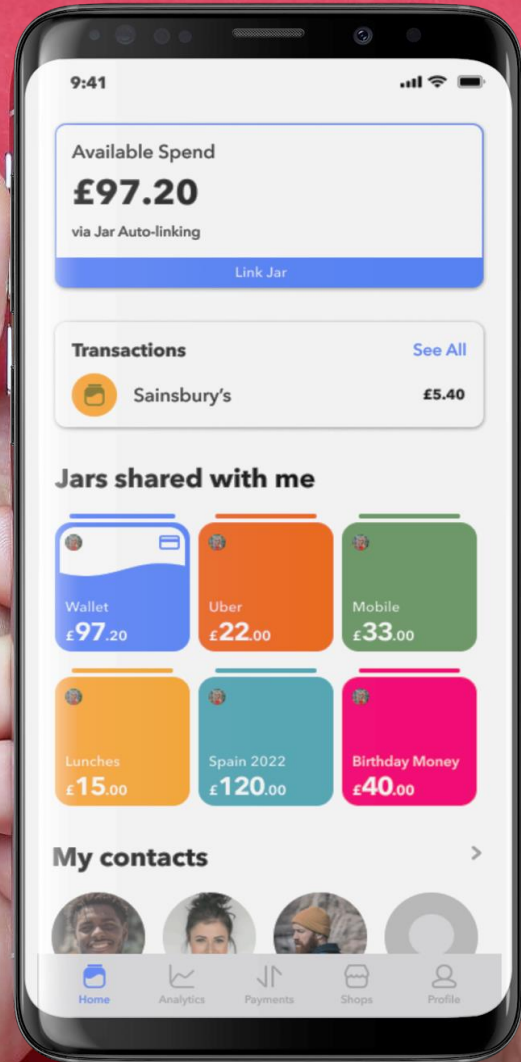 9:41
Available Spend
£97.20
via Jar Auto-linking
Link Jar
Transactions
See All
Sainsbury's
£5.40
Jars shared with me
Wallet
£97.20
Uber
£22.00
Mobile
£33.00
Lunches
£15.00
Spain 2022
£120.00
Birthday Money
£40.00
My contacts
Home
Analytics
Payments
Shops
Profile